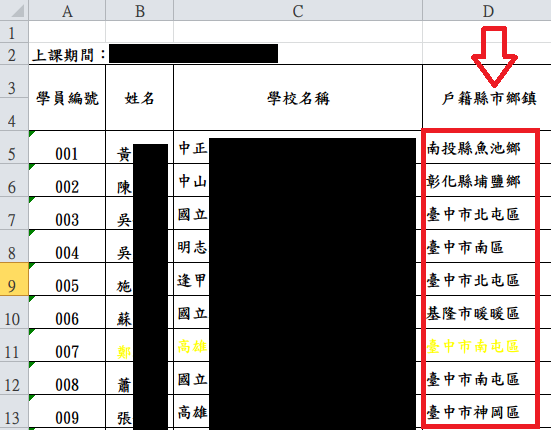 A B C D
1
2 上課期間：
3 學員編號 姓名 學校名稱 戶籍縣市鄉鎮
4
5 001 黃 中正 南投縣魚池鄉
6 002 陳 中山 彰化縣埔鹽鄉
7 003 吳 國立 臺中市北屯區
8 004 吳 明志 臺中市南區
9 005 施 逢甲 臺中市北屯區
10 006 蘇 國立 基隆市暖暖區
11 007 鄭 高雄 臺中市南屯區
12 008 蕭 國立 臺中市南屯區
13 009 張 高雄 臺中市神岡區